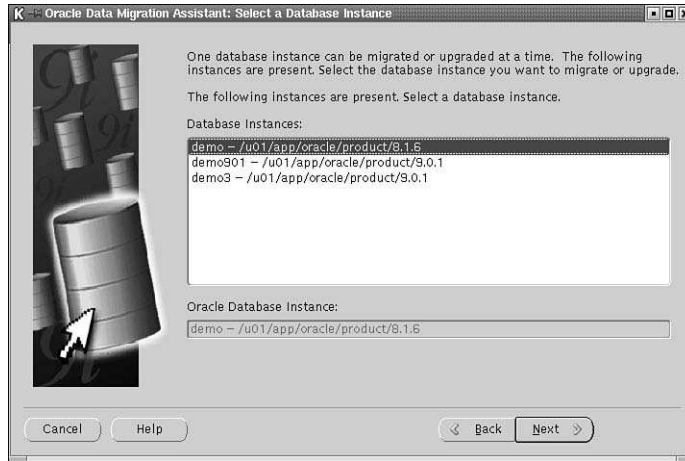 Oracle Data Migration Assistant: Select a Database Instance
One database instance can be migrated or upgraded at a time. The following
instances are present. Select the database instance you want to migrate or upgrade.
The following instances are present. Select a database instance.
Database Instances:
demo – /u01/app/oracle/product/8.1.6
demo901 – /u01/app/oracle/product/9.0.1
demo3 – /u01/app/oracle/product/9.0.1
Oracle Database Instance:
demo – /u01/app/oracle/product/8.1.6
Cancel
Help
Back
Next
9i
9i
9i
9i